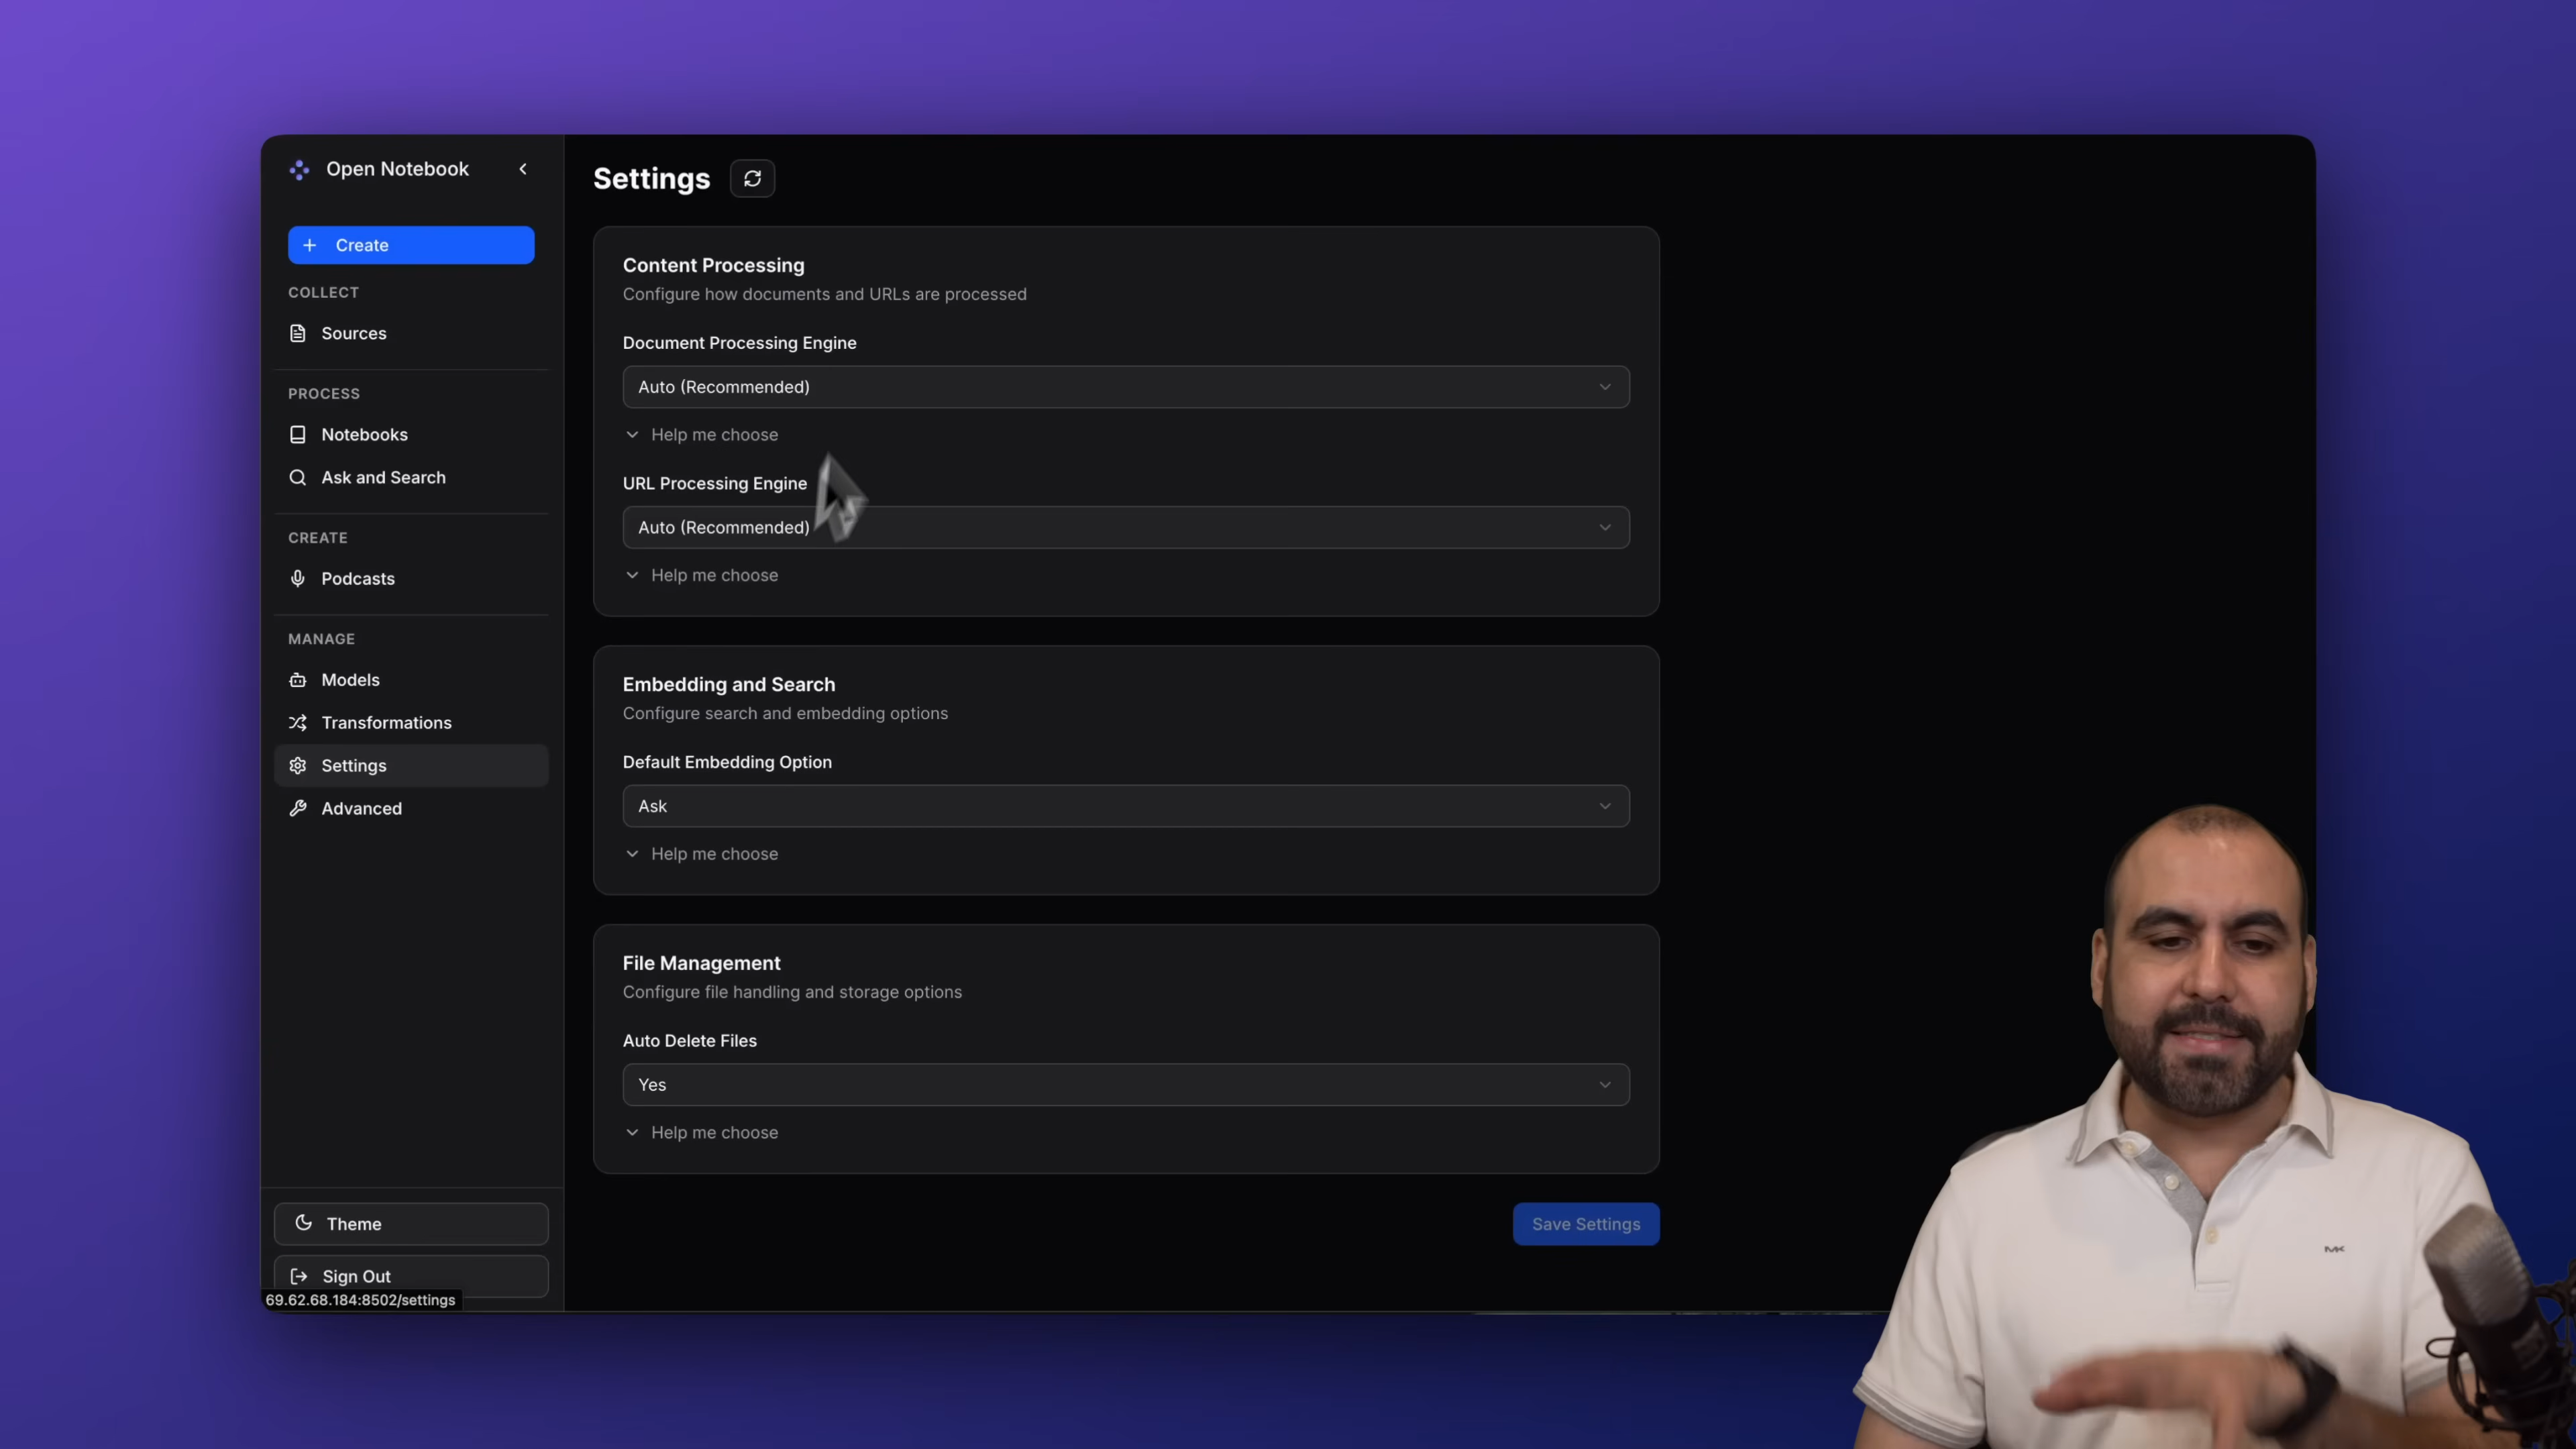 Open Notebook
Create
COLLECT
Sources
PROCESS
Notebooks
Ask and Search
CREATE
Podcasts
MANAGE
Models
Transformations
Settings
Advanced
Theme
Sign Out
69.62.68.184:8502/settings
Settings
Content Processing
Configure how documents and URLs are processed
Document Processing Engine
Auto (Recommended)
Help me choose
URL Processing Engine
Auto (Recommended)
Help me choose
Embedding and Search
Configure search and embedding options
Default Embedding Option
Ask
Help me choose
File Management
Configure file handling and storage options
Auto Delete Files
Yes
Help me choose
Save Settings
MK